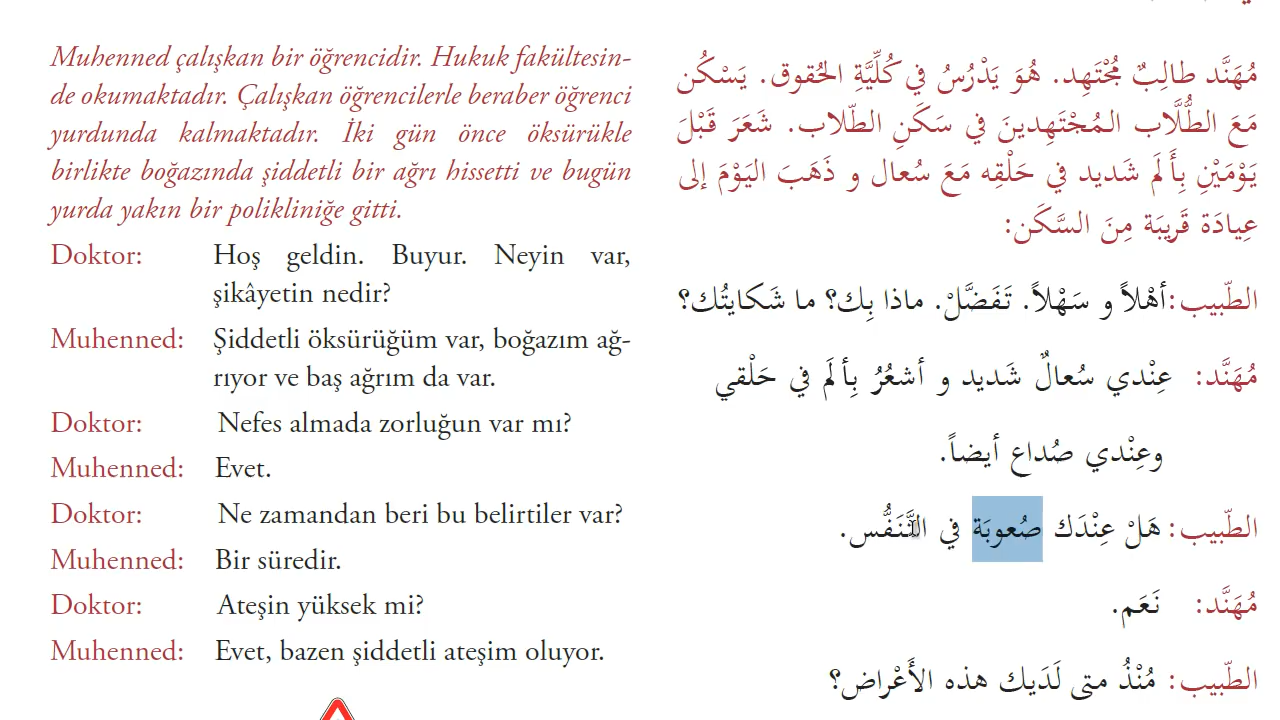 Muhenned çalışkan bir öğrencidir. Hukuk fakültesin-
de okumaktadır. Çalışkan öğrencilerle beraber öğrenci
yurdunda kalmaktadır. İki gün önce öksürükle
birlikte boğazında şiddetli bir ağrı hissetti ve bugün
yurda yakın bir polikliniğe gitti.
Doktor: Hoş geldin. Buyur. Neyin var,
şikâyetin nedir?
Muhenned: Şiddetli öksürüğüm var, boğazım ağ-
rıyor ve baş ağrım da var.
Doktor: Nefes almada zorluğun var mı?
Muhenned: Evet.
Doktor: Ne zamandan beri bu belirtiler var?
Muhenned: Bir süredir.
Doktor: Ateşin yüksek mi?
Muhenned: Evet, bazen şiddetli ateşim oluyor.
مُهَنَّد طالِبٌ مُجْتَهِد. هُوَ يَدْرُسُ في كُلِّيَّةِ الحُقوق. يَسْكُن
مَعَ الطُّلَّاب المُجْتَهِدينَ في سَكَنِ الطّلاب. شَعَرَ قَبْلَ
يَوْمَيْنِ بِأَلَم شَديد في حَلْقِه مَعَ سُعال و ذَهَبَ اليَوْمَ إلى
عِيادَة قَريبَة مِنَ السَّكَن:
الطّبيب: أهْلاً و سَهْلاً. تَفَضَّلْ. ماذا بِك؟ ما شَكايتُك؟
مُهَنَّد: عِنْدي سُعالٌ شَديد و أشعُرُ بِألَم في حَلْقي
وعِنْدي صُداع أيضاً.
الطّبيب: هَلْ عِنْدَك صُعوبَة في التَّنَفُّس.
مُهَنَّد: نَعَم.
الطّبيب: مُنْذُ متى لَدَيك هذه الأَعْراض؟